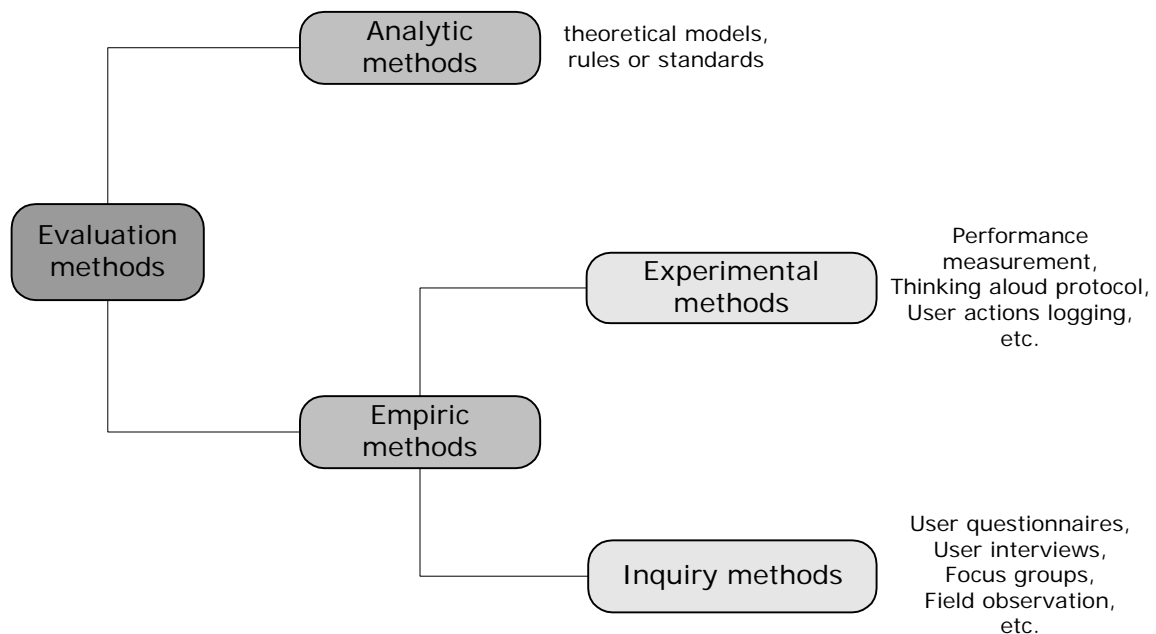 Analytic
methods
theoretical models,
rules or standards
Evaluation
methods
Experimental
methods
Performance
measurement,
Thinking aloud protocol,
User actions logging,
etc.
Empiric
methods
Inquiry methods
User questionnaires,
User interviews,
Focus groups,
Field observation,
etc.